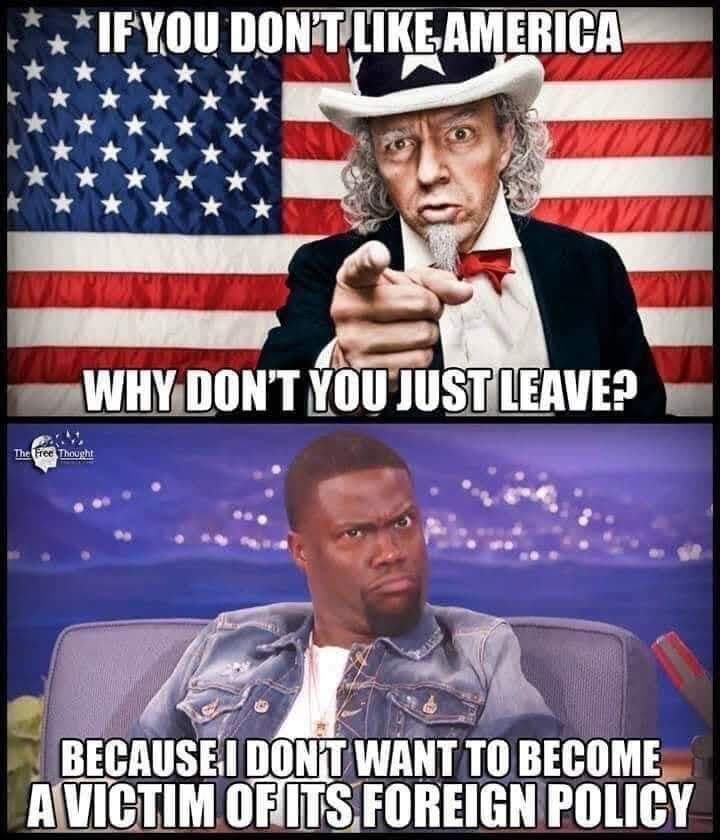 IF YOU DON'T LIKE AMERICA
WHY DON'T YOU JUST LEAVE?
The Free Thought
BECAUSE I DON'T WANT TO BECOME
A VICTIM OF ITS FOREIGN POLICY